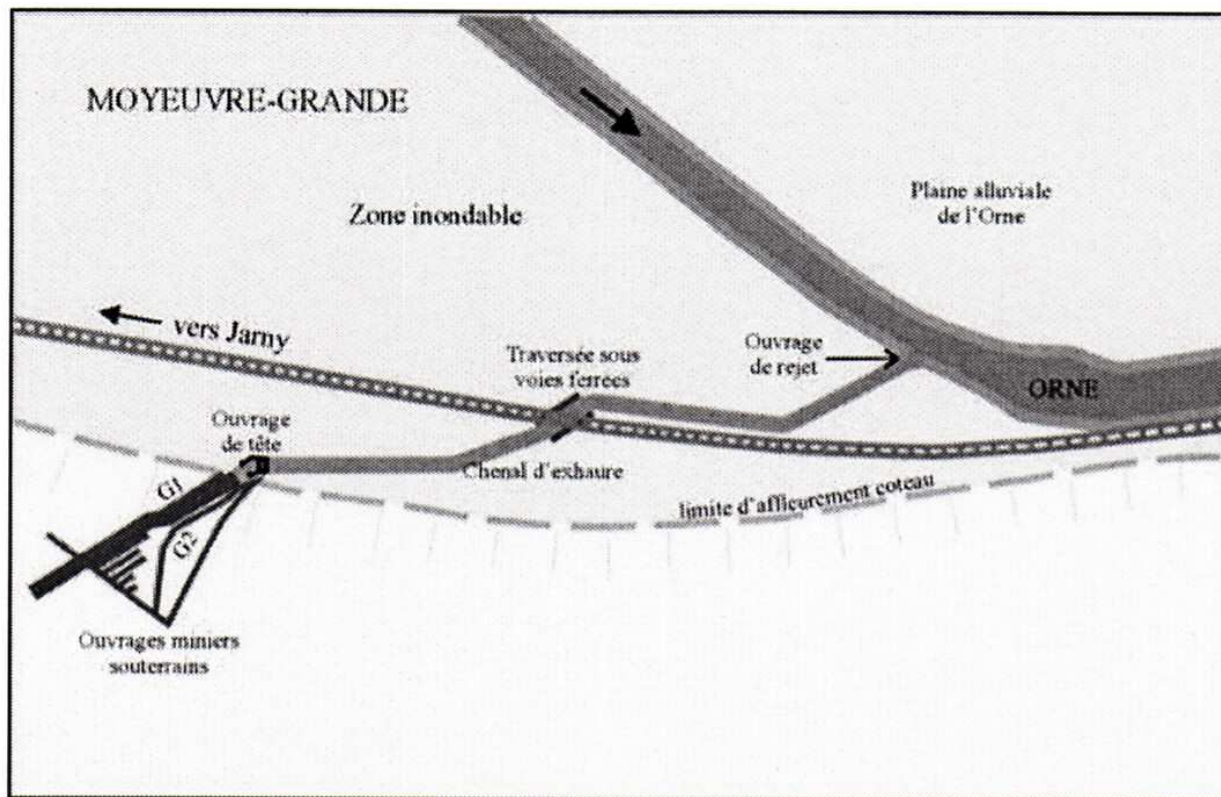 MOYEUVRE-GRANDE
Zone inondable
Plaine alluviale
de l'Orne
vers Jarny
Traversée sous
voies ferrées
Ouvrage
de rejet
ORNE
Ouvrage
de tête
Chenal d'exhaure
limite d'affleurement coteau
G1
G2
Ouvrages miniers
souterrains